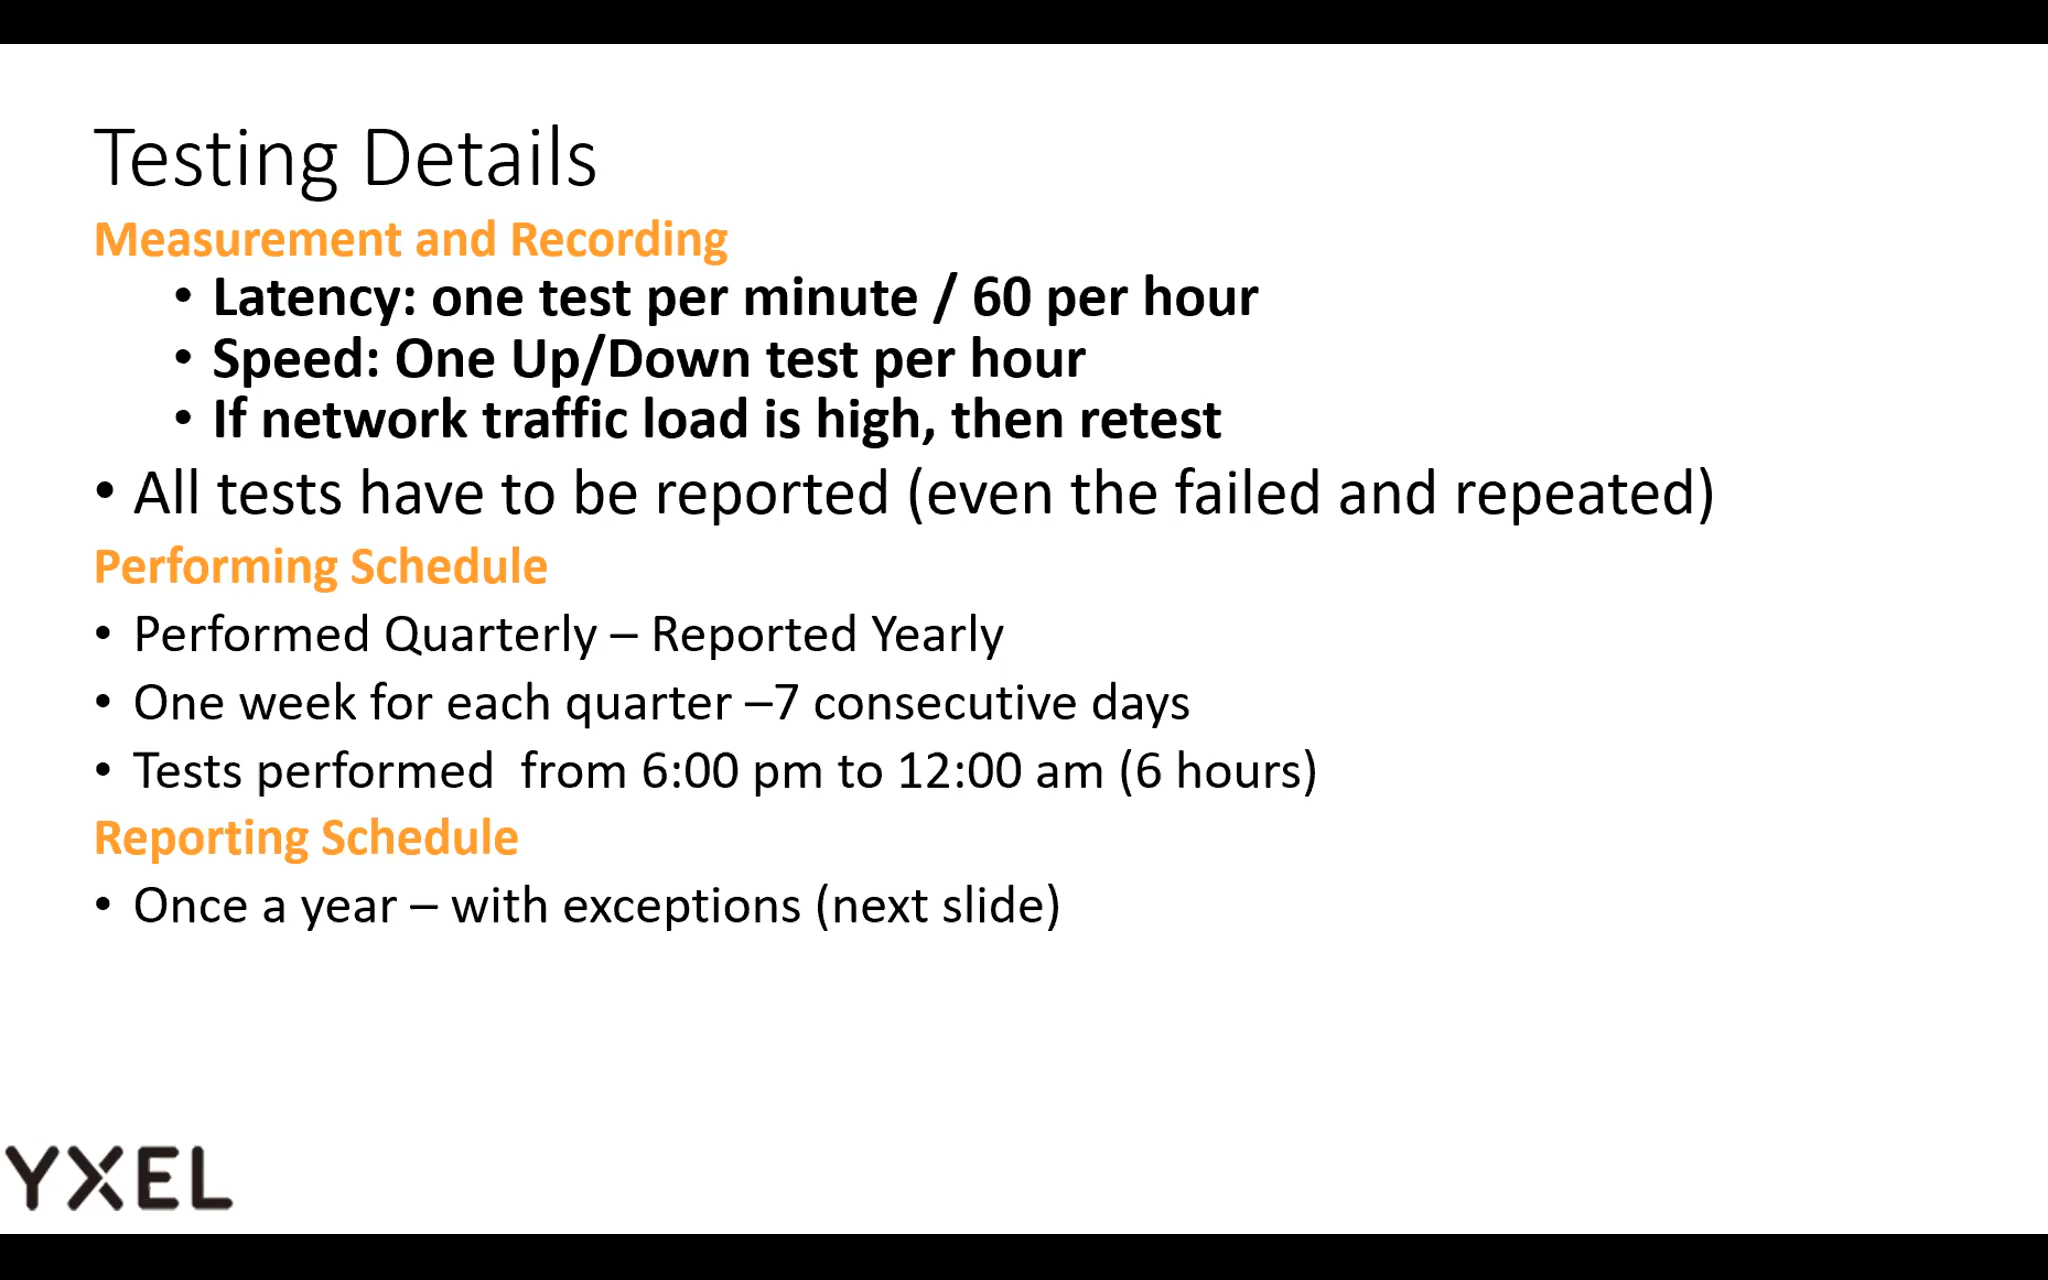 Testing Details
Measurement and Recording
• Latency: one test per minute / 60 per hour
• Speed: One Up/Down test per hour
• If network traffic load is high, then retest
• All tests have to be reported (even the failed and repeated)
Performing Schedule
• Performed Quarterly – Reported Yearly
• One week for each quarter –7 consecutive days
• Tests performed  from 6:00 pm to 12:00 am (6 hours)
Reporting Schedule
• Once a year – with exceptions (next slide)
YXEL